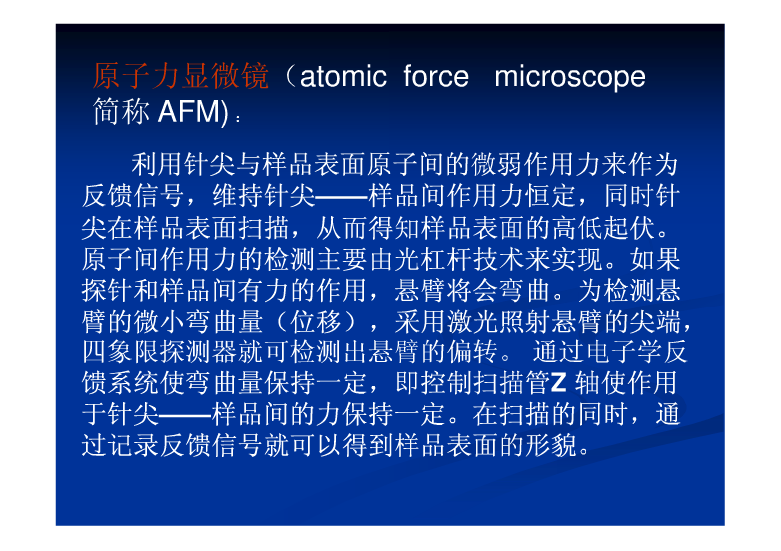 原子力显微镜（atomic force microscope
简称 AFM)：
利用针尖与样品表面原子间的微弱作用力来作为
反馈信号，维持针尖——样品间作用力恒定，同时针
尖在样品表面扫描，从而得知样品表面的高低起伏。
原子间作用力的检测主要由光杠杆技术来实现。如果
探针和样品间有力的作用，悬臂将会弯曲。为检测悬
臂的微小弯曲量（位移），采用激光照射悬臂的尖端，
四象限探测器就可检测出悬臂的偏转。 通过电子学反
馈系统使弯曲量保持一定，即控制扫描管Z 轴使作用
于针尖——样品间的力保持一定。在扫描的同时，通
过记录反馈信号就可以得到样品表面的形貌。